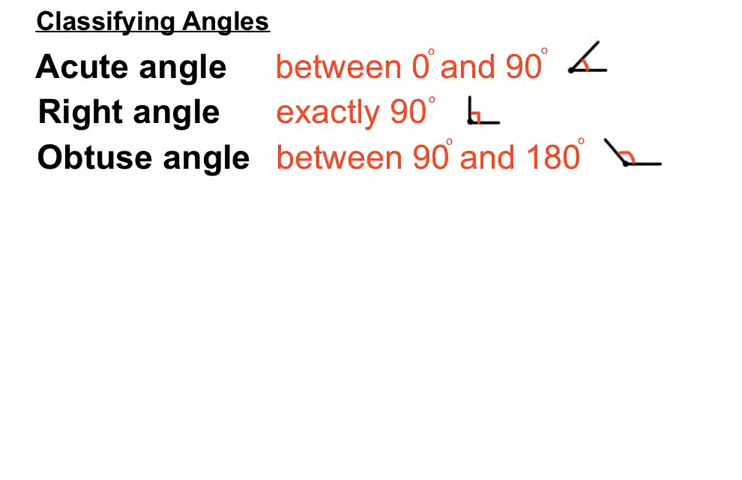 Classifying Angles
Acute angle between 0° and 90°
Right angle exactly 90°
Obtuse angle between 90° and 180°